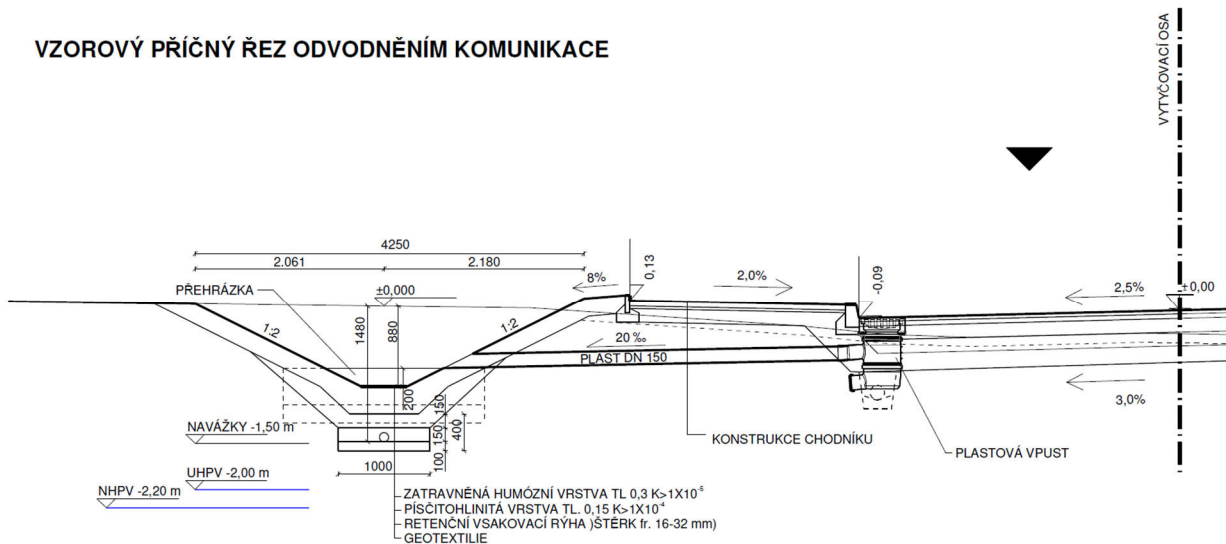 VZOROVÝ PŘÍČNÝ ŘEZ ODVODNĚNÍM KOMUNIKACE
VYTYČOVACÍ OSA
4250
2.061
2.180
8%
0,13
2,0%
-0,09
2,5%
±0,00
PŘEHRÁZKA
±0,000
1:2
1480
880
1:2
20 ‰
PLAST DN 150
3,0%
200
150
150
400
100
NAVÁŽKY -1,50 m
KONSTRUKCE CHODNÍKU
PLASTOVÁ VPUST
1000
UHPV -2,00 m
NHPV -2,20 m
ZATRAVNĚNÁ HUMÓZNÍ VRSTVA TL 0,3 K>1X10⁻⁵
PÍSČITOHLINITÁ VRSTVA TL. 0,15 K>1X10⁻⁴
RETENČNÍ VSAKOVACÍ RÝHA )ŠTĚRK fr. 16-32 mm)
GEOTEXTILIE